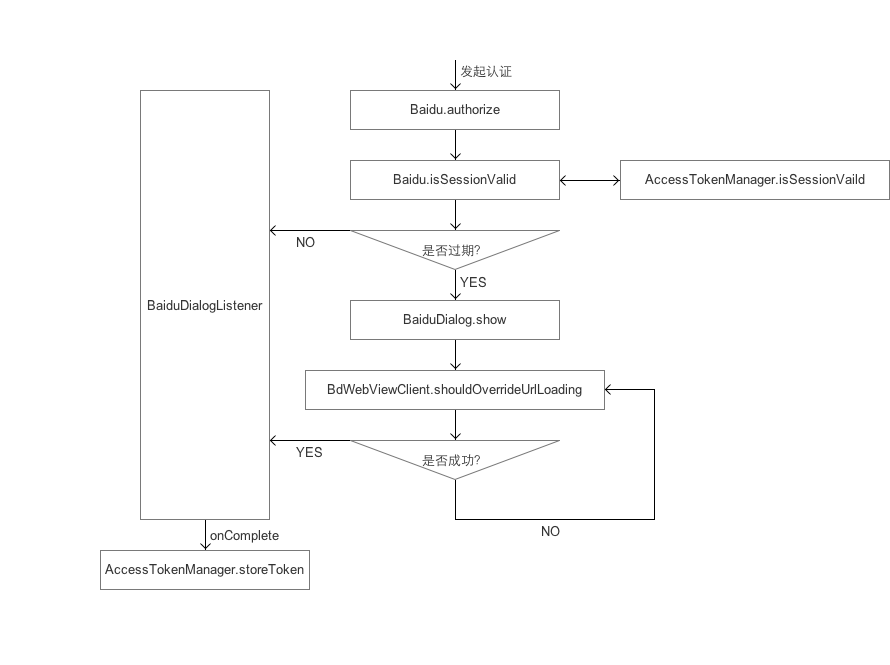 发起认证
Baidu.authorize
Baidu.isSessionValid
AccessTokenManager.isSessionVaild
NO
是否过期?
YES
BaiduDialogListener
BaiduDialog.show
BdWebViewClient.shouldOverrideUrlLoading
YES
是否成功?
NO
onComplete
AccessTokenManager.storeToken